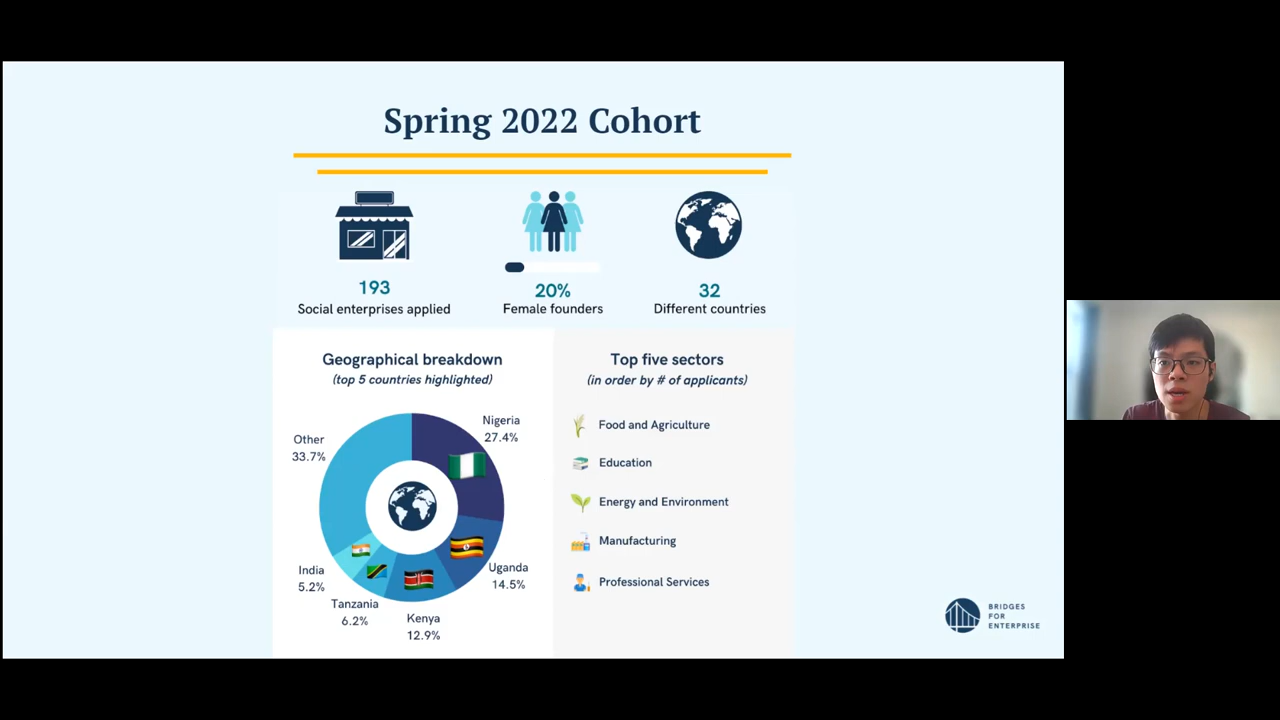 Spring 2022 Cohort
193
Social enterprises applied
20%
Female founders
32
Different countries
Geographical breakdown
(top 5 countries highlighted)
Nigeria
27.4%
Other
33.7%
Uganda
14.5%
India
5.2%
Tanzania
6.2%
Kenya
12.9%
Top five sectors
(in order by # of applicants)
Food and Agriculture
Education
Energy and Environment
Manufacturing
Professional Services
BRIDGES
FOR
ENTERPRISE